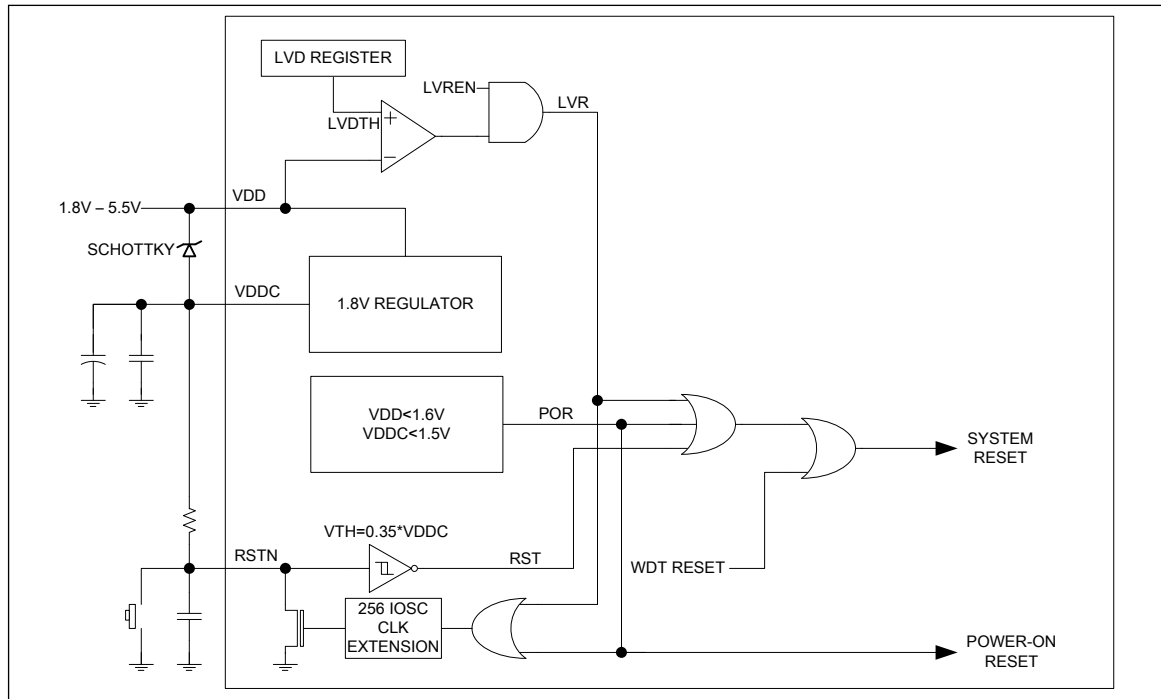 LVD REGISTER
LVREN
LVR
LVDTH
+
−
VDD
1.8V – 5.5V
SCHOTTKY
VDDC
1.8V REGULATOR
VDD<1.6V
VDDC<1.5V
POR
SYSTEM
RESET
VTH=0.35*VDDC
RSTN
RST
WDT RESET
256 IOSC
CLK
EXTENSION
POWER-ON
RESET